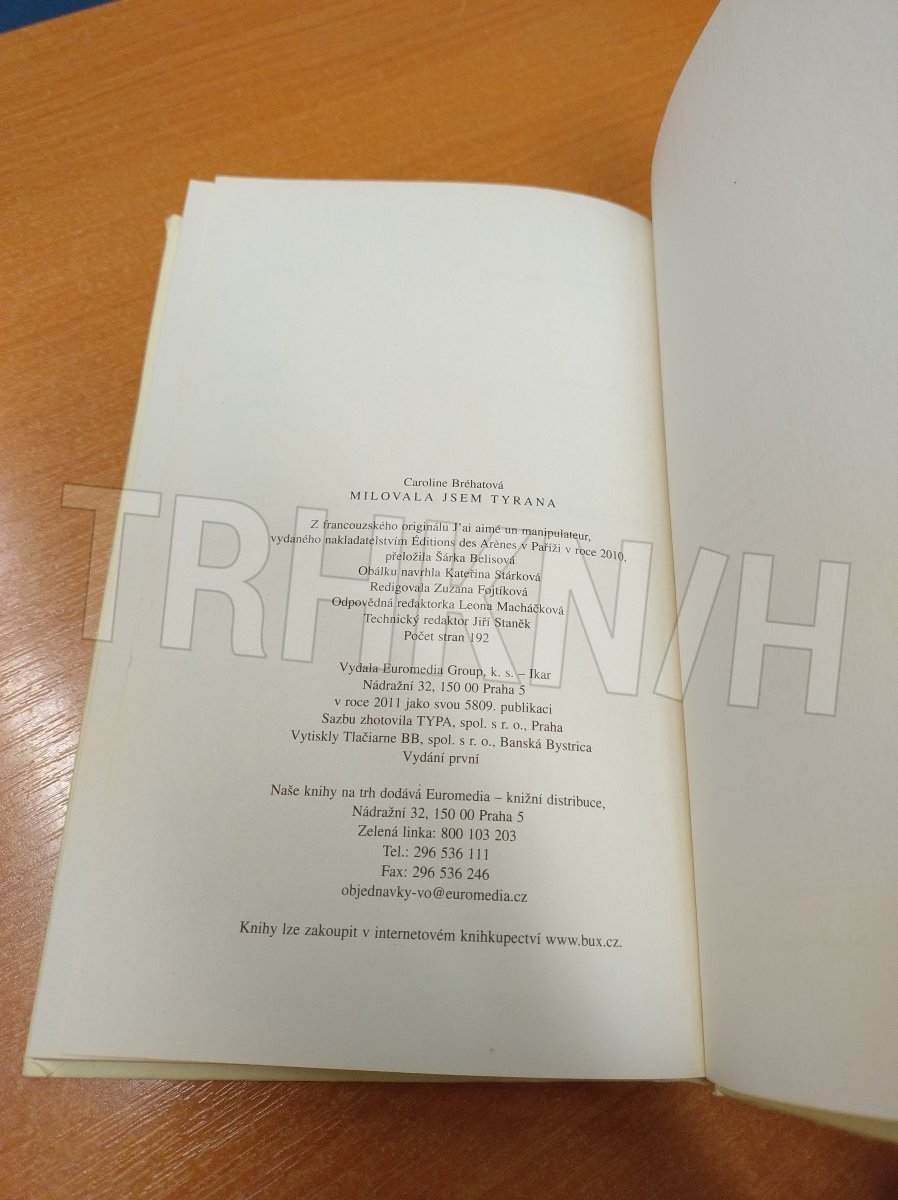 Caroline Bréhatová
MILOVALA JSEM TYRANA
Z francouzského originálu J'ai aimé un manipulateur,
vydaného nakladatelstvím Éditions des Arènes v Paříži v roce 2010,
přeložila Šárka Belisová
Obálku navrhla Kateřina Stárková
Redigovala Zuzana Fojtíková
Odpovědná redaktorka Leona Macháčková
Technický redaktor Jiří Staněk
Počet stran 192
Vydala Euromedia Group, k. s. – Ikar
Nádražní 32, 150 00 Praha 5
v roce 2011 jako svou 5809. publikaci
Sazbu zhotovila TYPA, spol. s r. o., Praha
Vytiskly Tlačiarne BB, spol. s r. o., Banská Bystrica
Vydání první
Naše knihy na trh dodává Euromedia – knižní distribuce,
Nádražní 32, 150 00 Praha 5
Zelená linka: 800 103 203
Tel.: 296 536 111
Fax: 296 536 246
objednavky-vo@euromedia.cz
Knihy lze zakoupit v internetovém knihkupectví www.bux.cz.
TRHKNIH